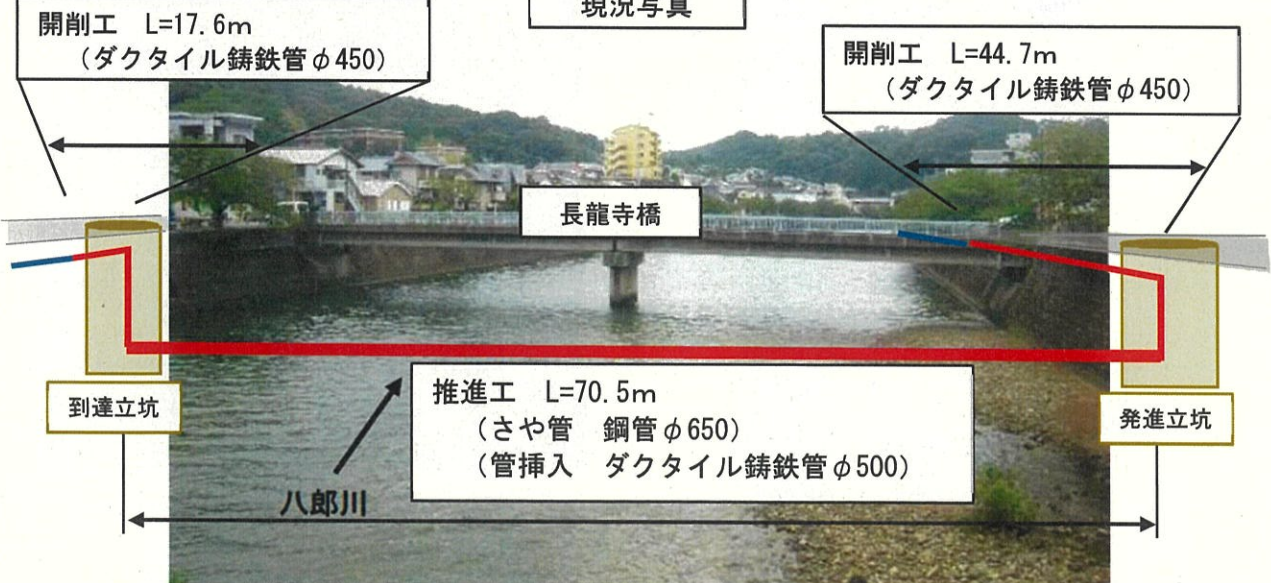 現況写真
開削工 L=17.6m
(ダクタイル鋳鉄管φ450)
開削工 L=44.7m
(ダクタイル鋳鉄管φ450)
長龍寺橋
到達立坑
発進立坑
推進工 L=70.5m
(さや管 鋼管φ650)
(管挿入 ダクタイル鋳鉄管φ500)
八郎川